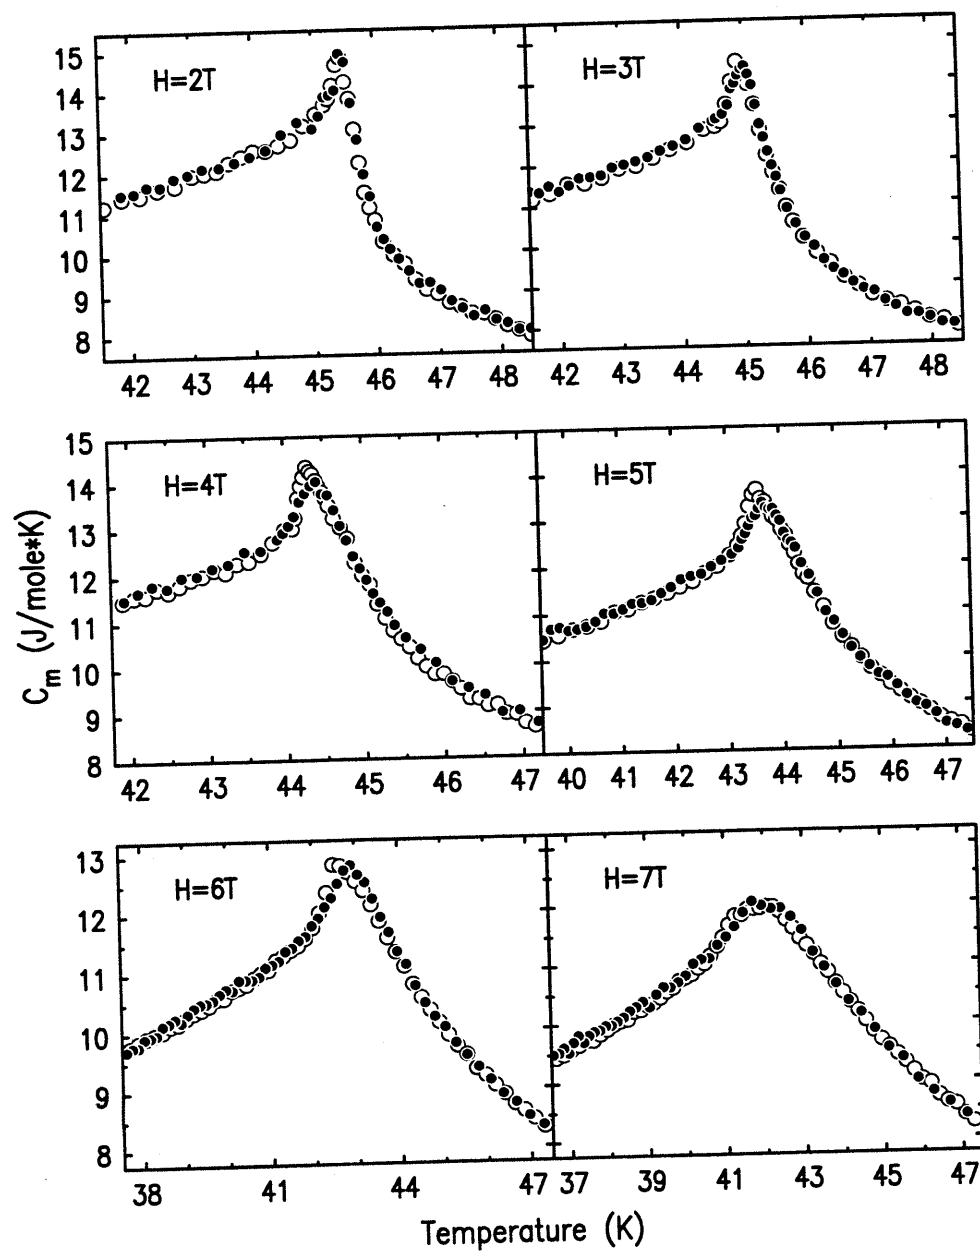 H=2T
H=3T
15
14
13
12
11
10
9
8
42 43 44 45 46 47 48
42 43 44 45 46 47 48
H=4T
H=5T
15
14
13
12
11
10
9
8
42 43 44 45 46 47
40 41 42 43 44 45 46 47
C_m (J/mole*K)
H=6T
H=7T
13
12
11
10
9
8
38 41 44 47
37 39 41 43 45 47
Temperature (K)